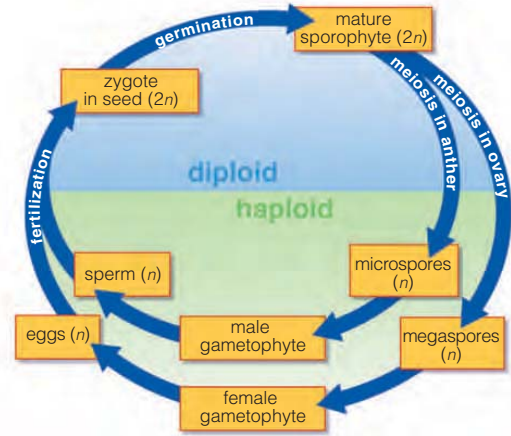 germination
mature
sporophyte (2n)
zygote
in seed (2n)
meiosis in anther
meiosis in ovary
diploid
haploid
fertilization
sperm (n)
microspores
(n)
eggs (n)
male
gametophyte
megaspores
(n)
female
gametophyte